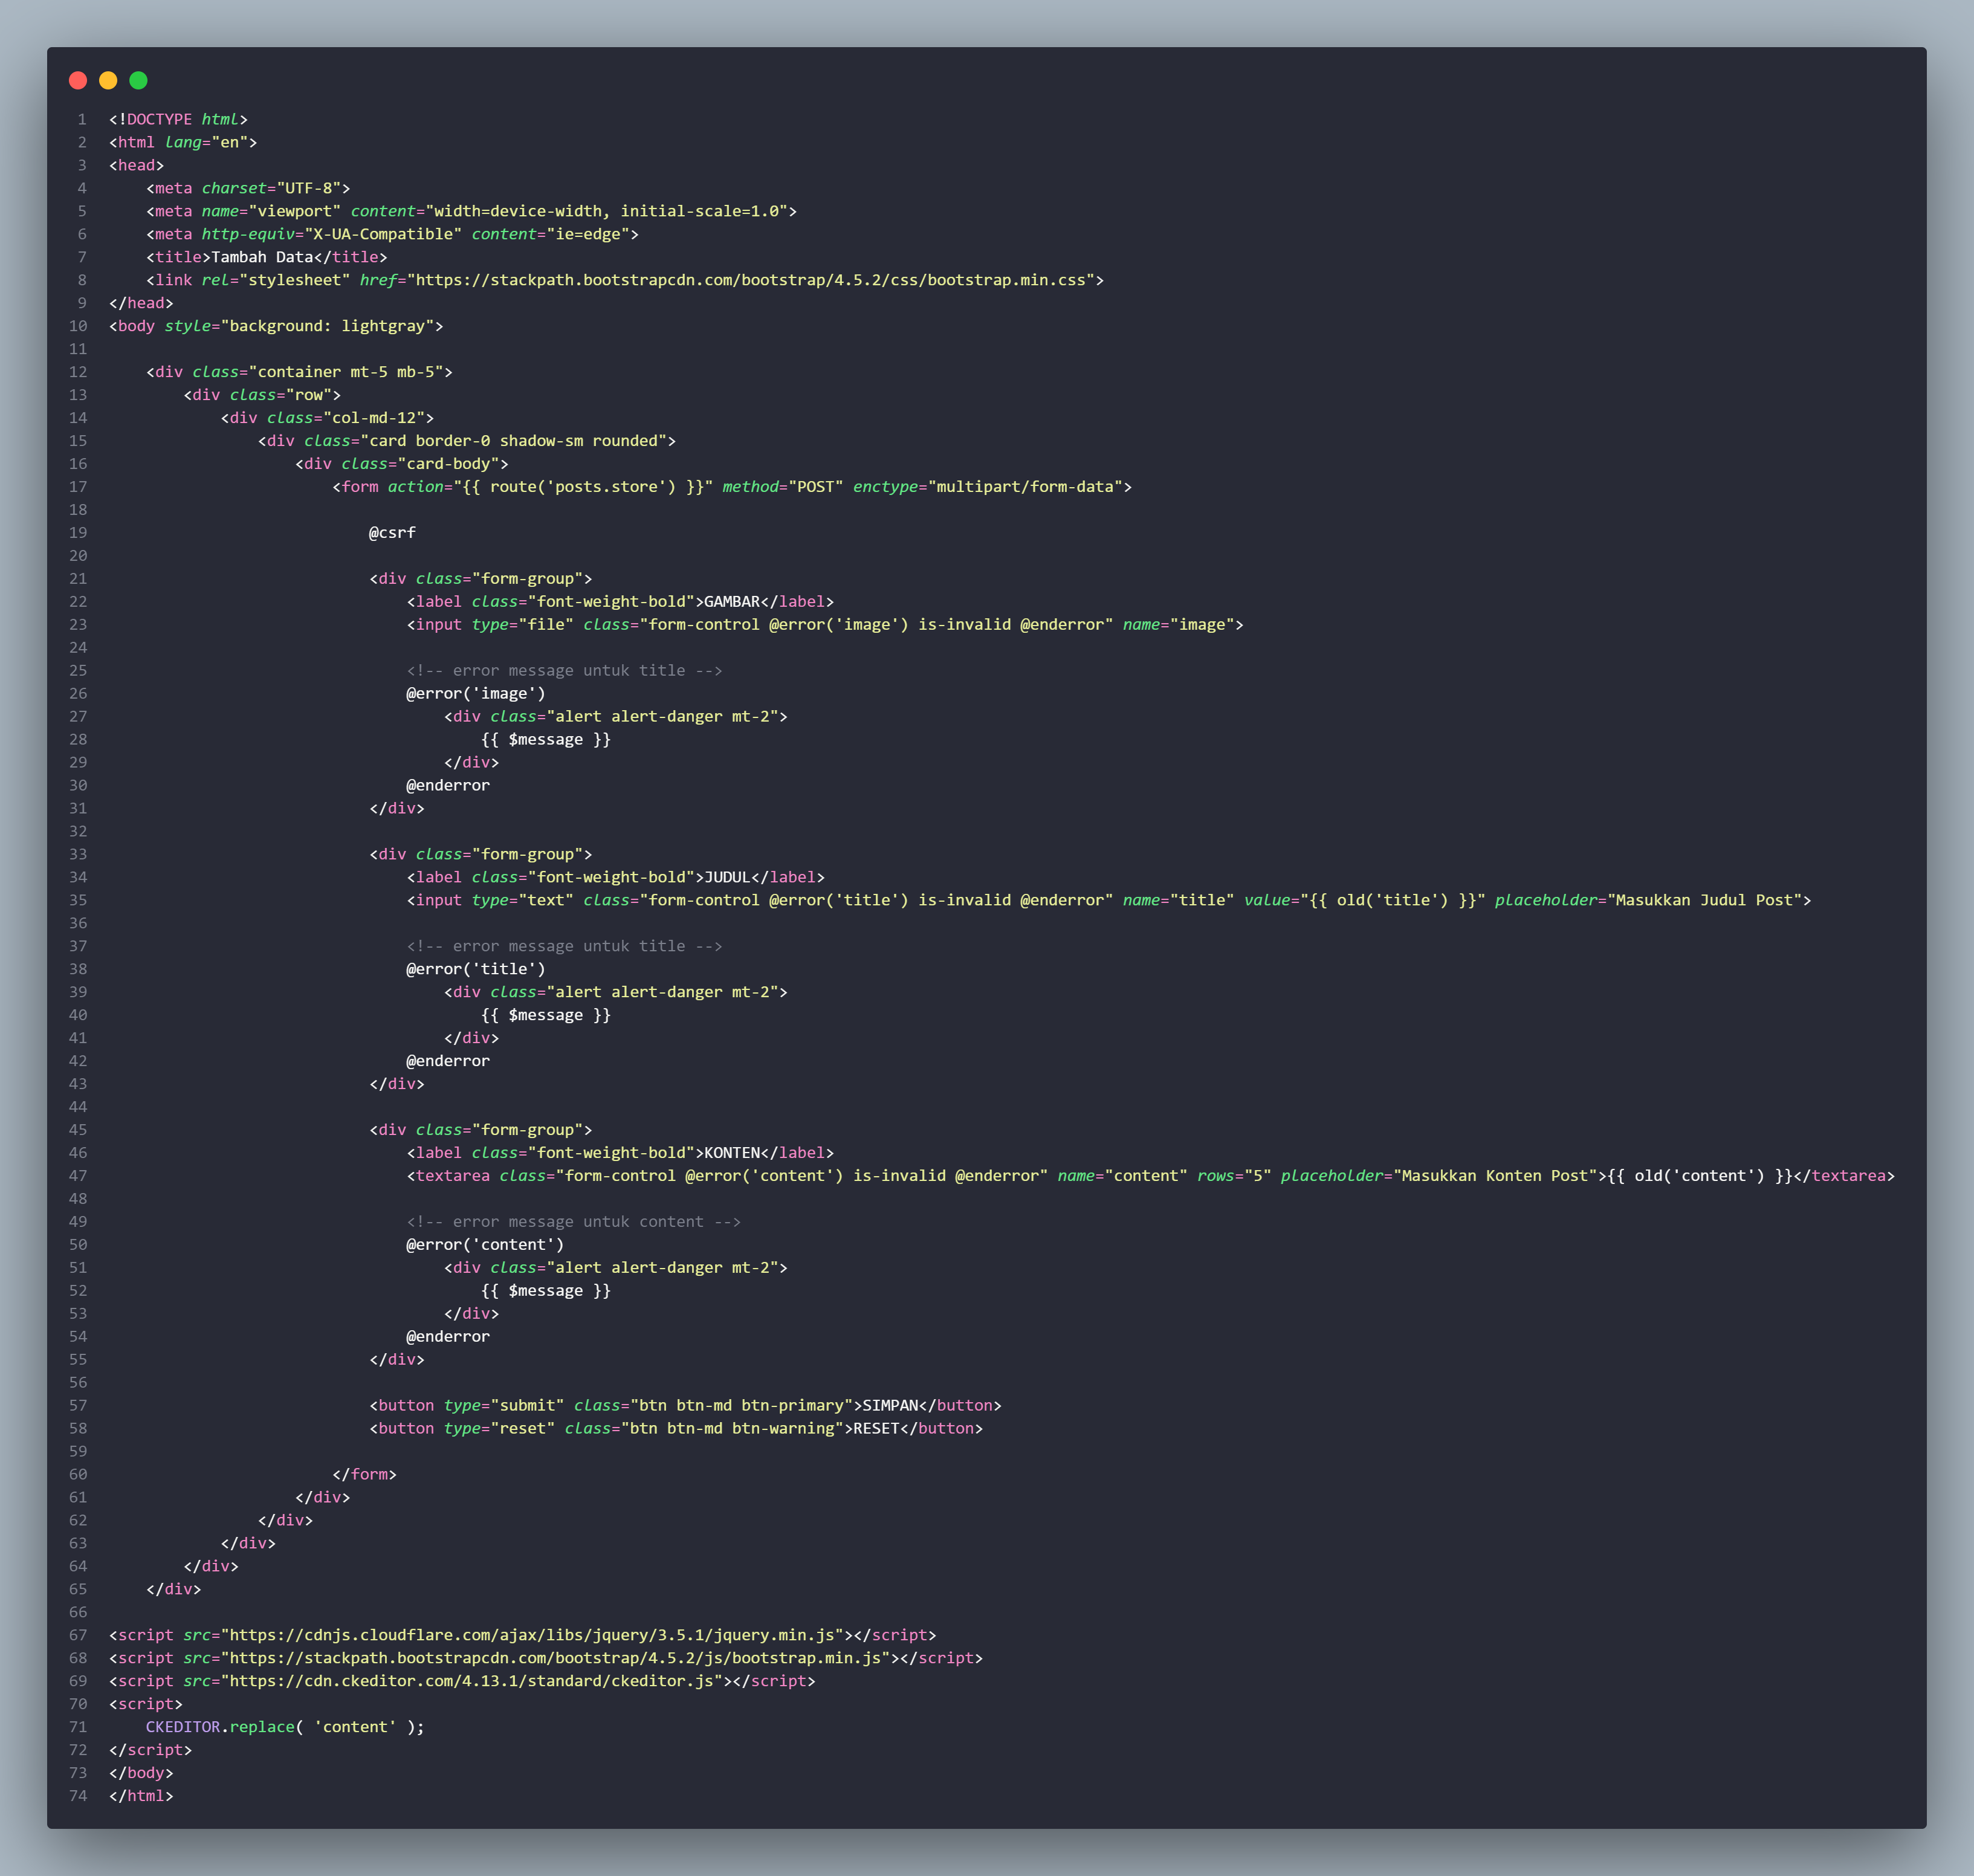 1 <!DOCTYPE html>
2 <html lang="en">
3 <head>
4     <meta charset="UTF-8">
5     <meta name="viewport" content="width=device-width, initial-scale=1.0">
6     <meta http-equiv="X-UA-Compatible" content="ie=edge">
7     <title>Tambah Data</title>
8     <link rel="stylesheet" href="https://stackpath.bootstrapcdn.com/bootstrap/4.5.2/css/bootstrap.min.css">
9 </head>
10 <body style="background: lightgray">
11
12     <div class="container mt-5 mb-5">
13         <div class="row">
14             <div class="col-md-12">
15                 <div class="card border-0 shadow-sm rounded">
16                     <div class="card-body">
17                         <form action="{{ route('posts.store') }}" method="POST" enctype="multipart/form-data">
18
19                             @csrf
20
21                             <div class="form-group">
22                                 <label class="font-weight-bold">GAMBAR</label>
23                                 <input type="file" class="form-control @error('image') is-invalid @enderror" name="image">
24
25                                 <!-- error message untuk title -->
26                                 @error('image')
27                                     <div class="alert alert-danger mt-2">
28                                         {{ $message }}
29                                     </div>
30                                 @enderror
31                             </div>
32
33                             <div class="form-group">
34                                 <label class="font-weight-bold">JUDUL</label>
35                                 <input type="text" class="form-control @error('title') is-invalid @enderror" name="title" value="{{ old('title') }}" placeholder="Masukkan Judul Post">
36
37                                 <!-- error message untuk title -->
38                                 @error('title')
39                                     <div class="alert alert-danger mt-2">
40                                         {{ $message }}
41                                     </div>
42                                 @enderror
43                             </div>
44
45                             <div class="form-group">
46                                 <label class="font-weight-bold">KONTEN</label>
47                                 <textarea class="form-control @error('content') is-invalid @enderror" name="content" rows="5" placeholder="Masukkan Konten Post">{{ old('content') }}</textarea>
48
49                                 <!-- error message untuk content -->
50                                 @error('content')
51                                     <div class="alert alert-danger mt-2">
52                                         {{ $message }}
53                                     </div>
54                                 @enderror
55                             </div>
56
57                             <button type="submit" class="btn btn-md btn-primary">SIMPAN</button>
58                             <button type="reset" class="btn btn-md btn-warning">RESET</button>
59
60                         </form>
61                     </div>
62                 </div>
63             </div>
64         </div>
65     </div>
66
67 <script src="https://cdnjs.cloudflare.com/ajax/libs/jquery/3.5.1/jquery.min.js"></script>
68 <script src="https://stackpath.bootstrapcdn.com/bootstrap/4.5.2/js/bootstrap.min.js"></script>
69 <script src="https://cdn.ckeditor.com/4.13.1/standard/ckeditor.js"></script>
70 <script>
71     CKEDITOR.replace( 'content' );
72 </script>
73 </body>
74 </html>